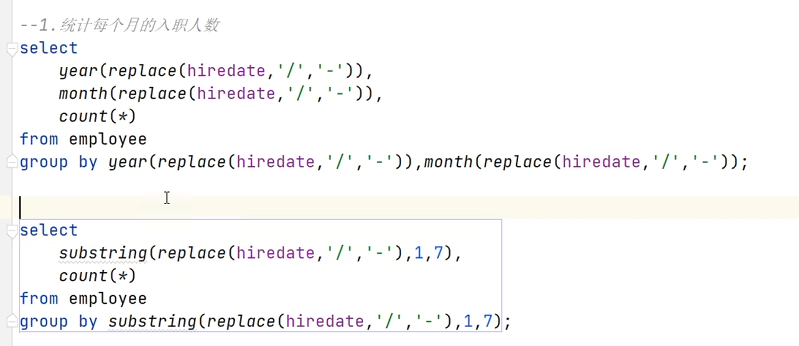 --1.统计每个月的入职人数
select
year(replace(hiredate,'/','-')),
month(replace(hiredate,'/','-')),
count(*)
from employee
group by year(replace(hiredate,'/','-')),month(replace(hiredate,'/','-'));
select
substring(replace(hiredate,'/','-'),1,7),
count(*)
from employee
group by substring(replace(hiredate,'/','-'),1,7);